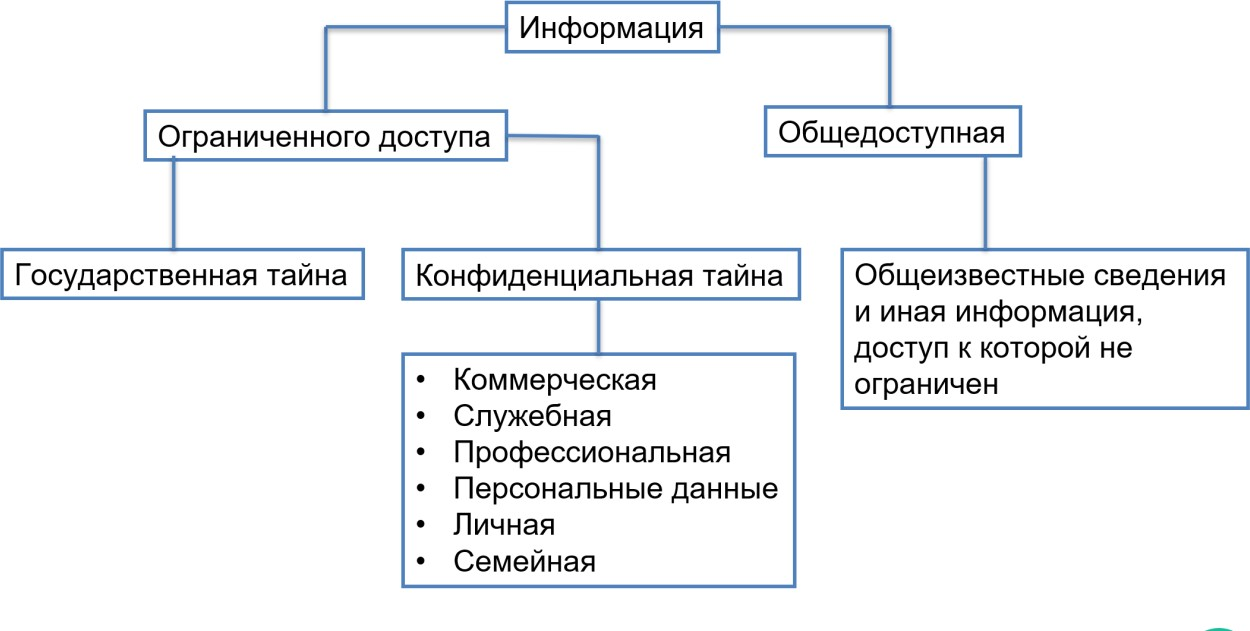 Информация
Ограниченного доступа
Общедоступная
Государственная тайна
Конфиденциальная тайна
Общеизвестные сведения
и иная информация,
доступ к которой не
ограничен
• Коммерческая
• Служебная
• Профессиональная
• Персональные данные
• Личная
• Семейная